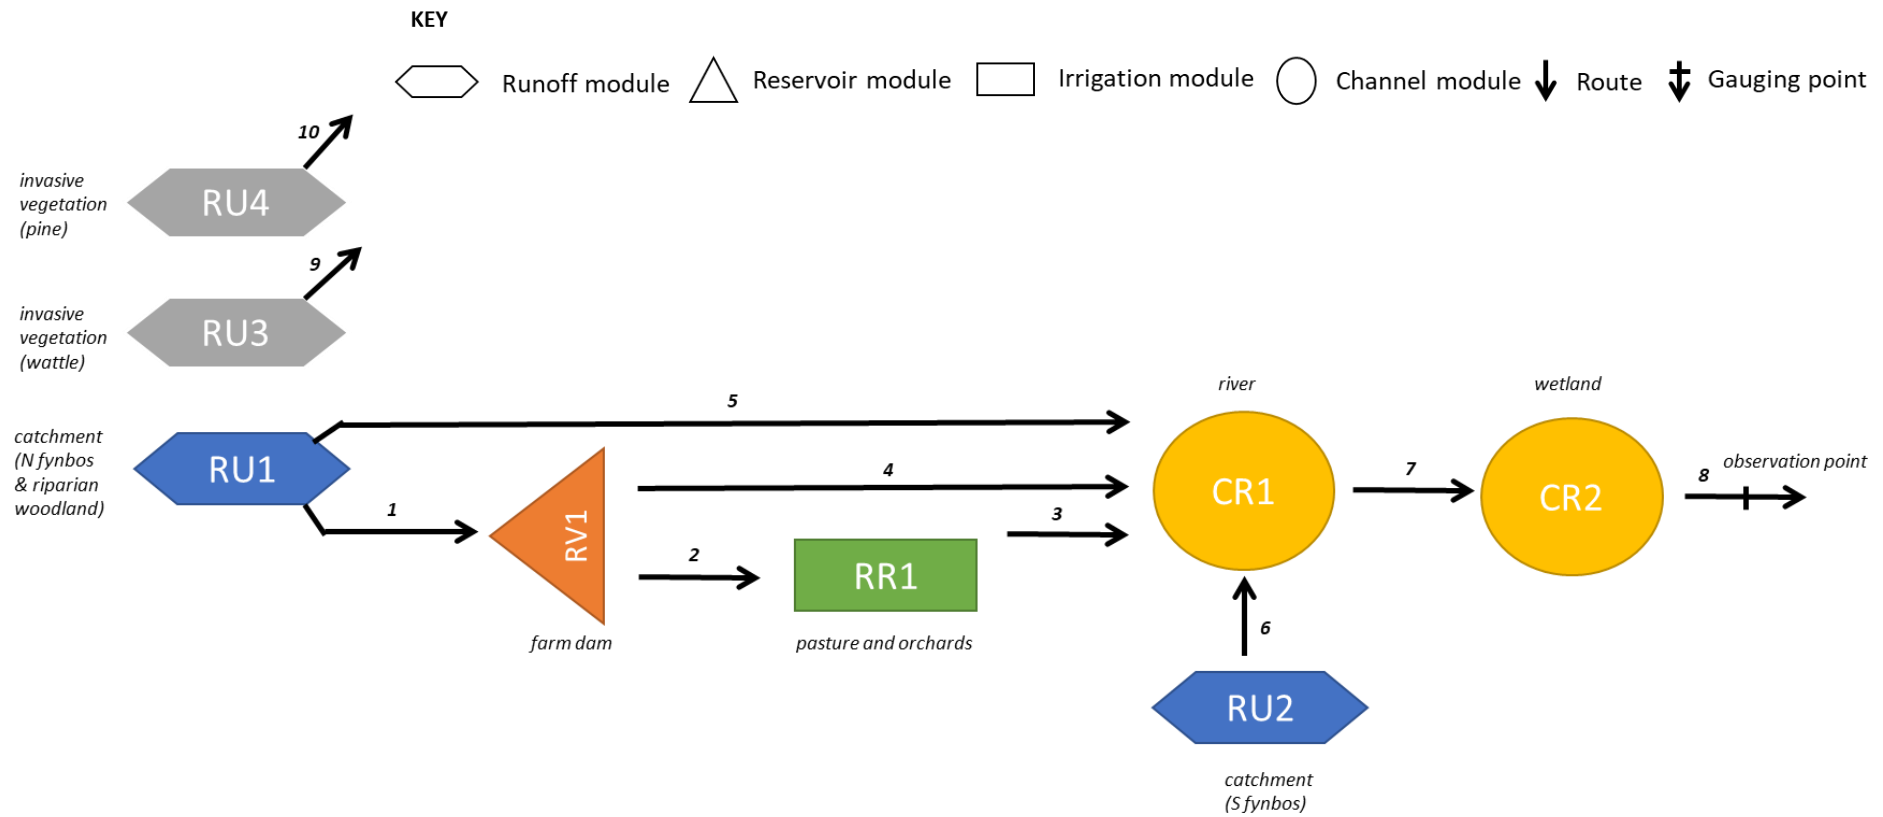 KEY
Runoff module
Reservoir module
Irrigation module
Channel module
Route
Gauging point
10
invasive
vegetation
(pine)
RU4
9
invasive
vegetation
(wattle)
RU3
river
wetland
5
catchment
(N fynbos
& riparian
woodland)
RU1
4
7
8
observation point
CR1
CR2
1
3
RV1
2
RR1
farm dam
pasture and orchards
6
RU2
catchment
(S fynbos)